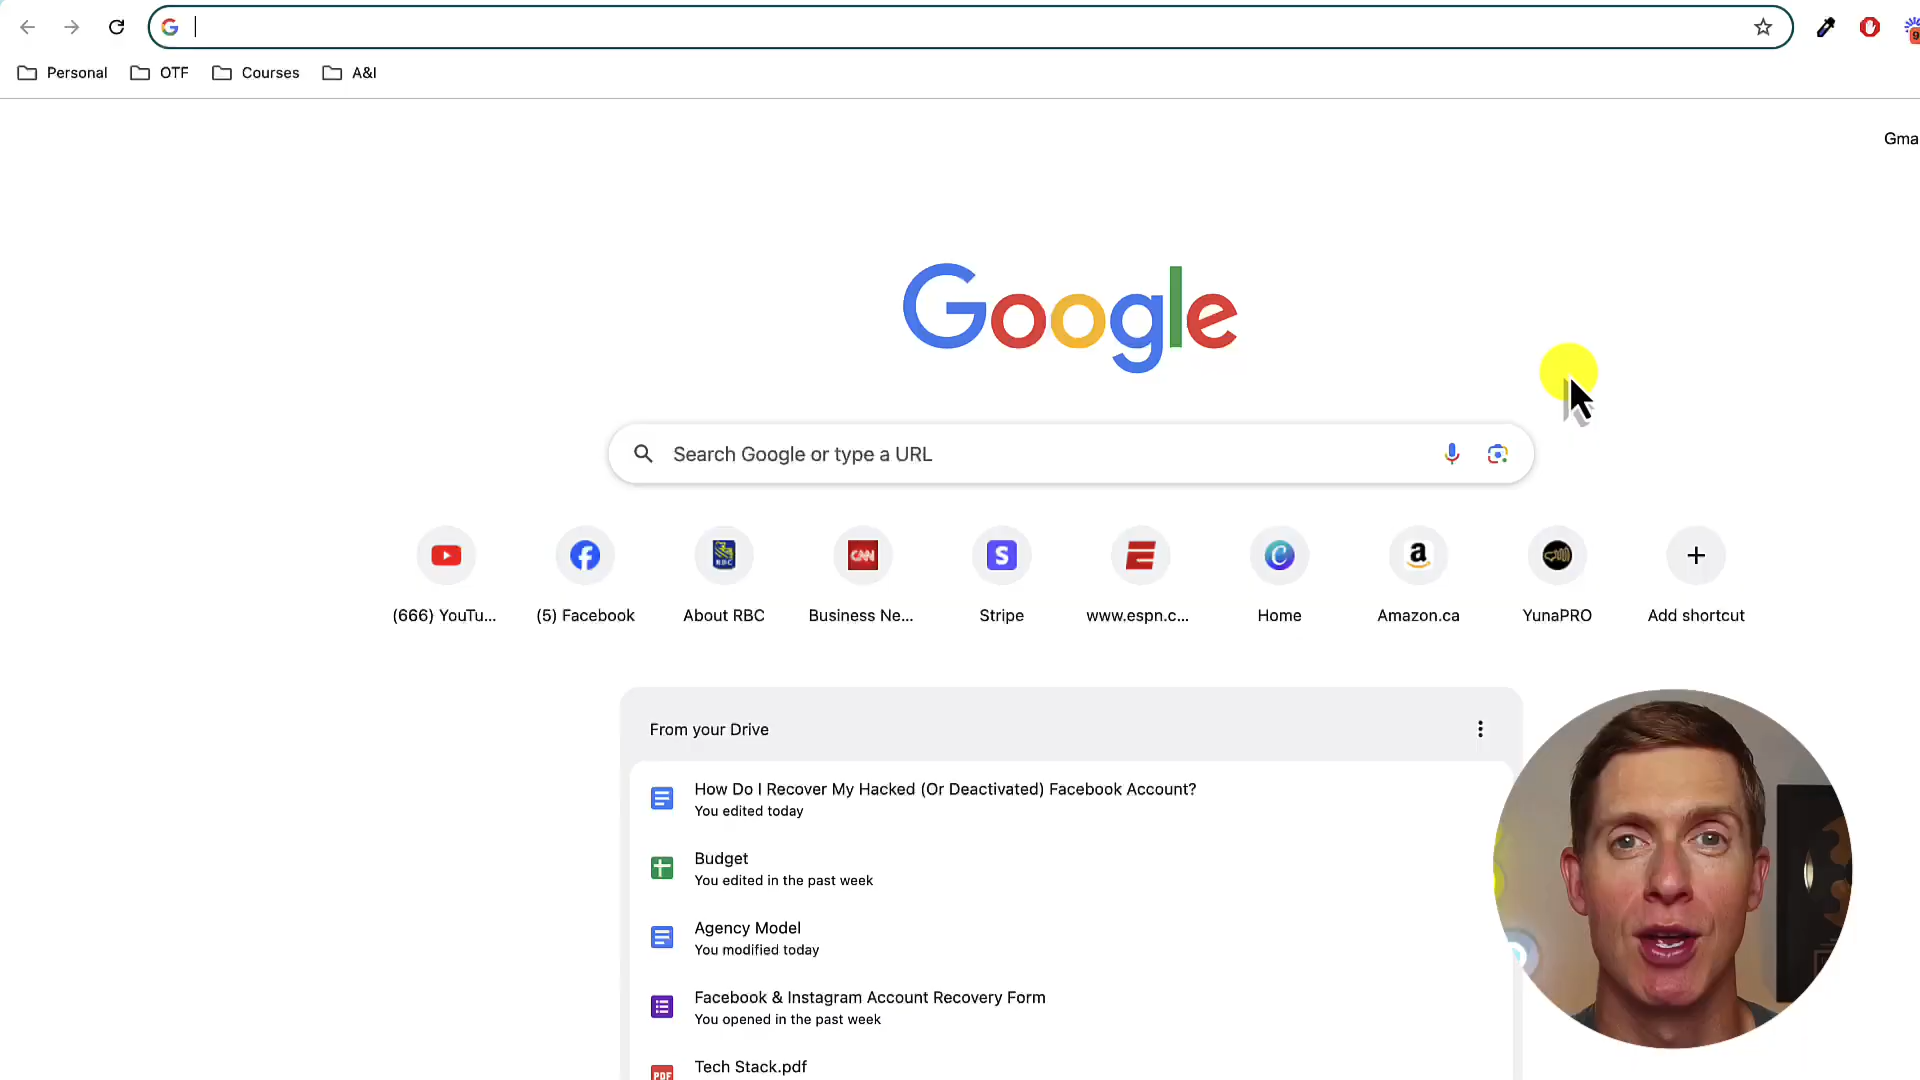 Personal
OTF
Courses
A&I
Gma
Google
Search Google or type a URL
(666) YouTu...
(5) Facebook
About RBC
Business Ne...
Stripe
www.espn.c...
Home
Amazon.ca
YunaPRO
Add shortcut
From your Drive
How Do I Recover My Hacked (Or Deactivated) Facebook Account?
You edited today
Budget
You edited in the past week
Agency Model
You modified today
Facebook & Instagram Account Recovery Form
You opened in the past week
PDF
Tech Stack.pdf